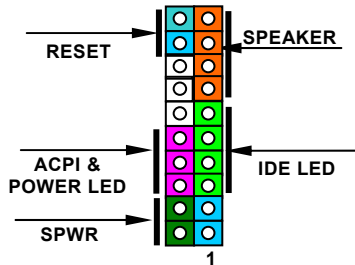 SPEAKER
RESET
ACPI &
POWER LED
IDE LED
SPWR
1